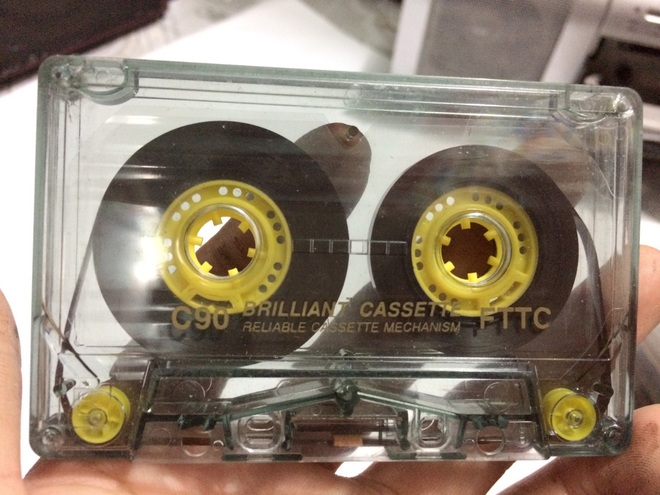 C90 BRILLIANT CASSETTE FTTC
RELIABLE CASSETTE MECHANISM